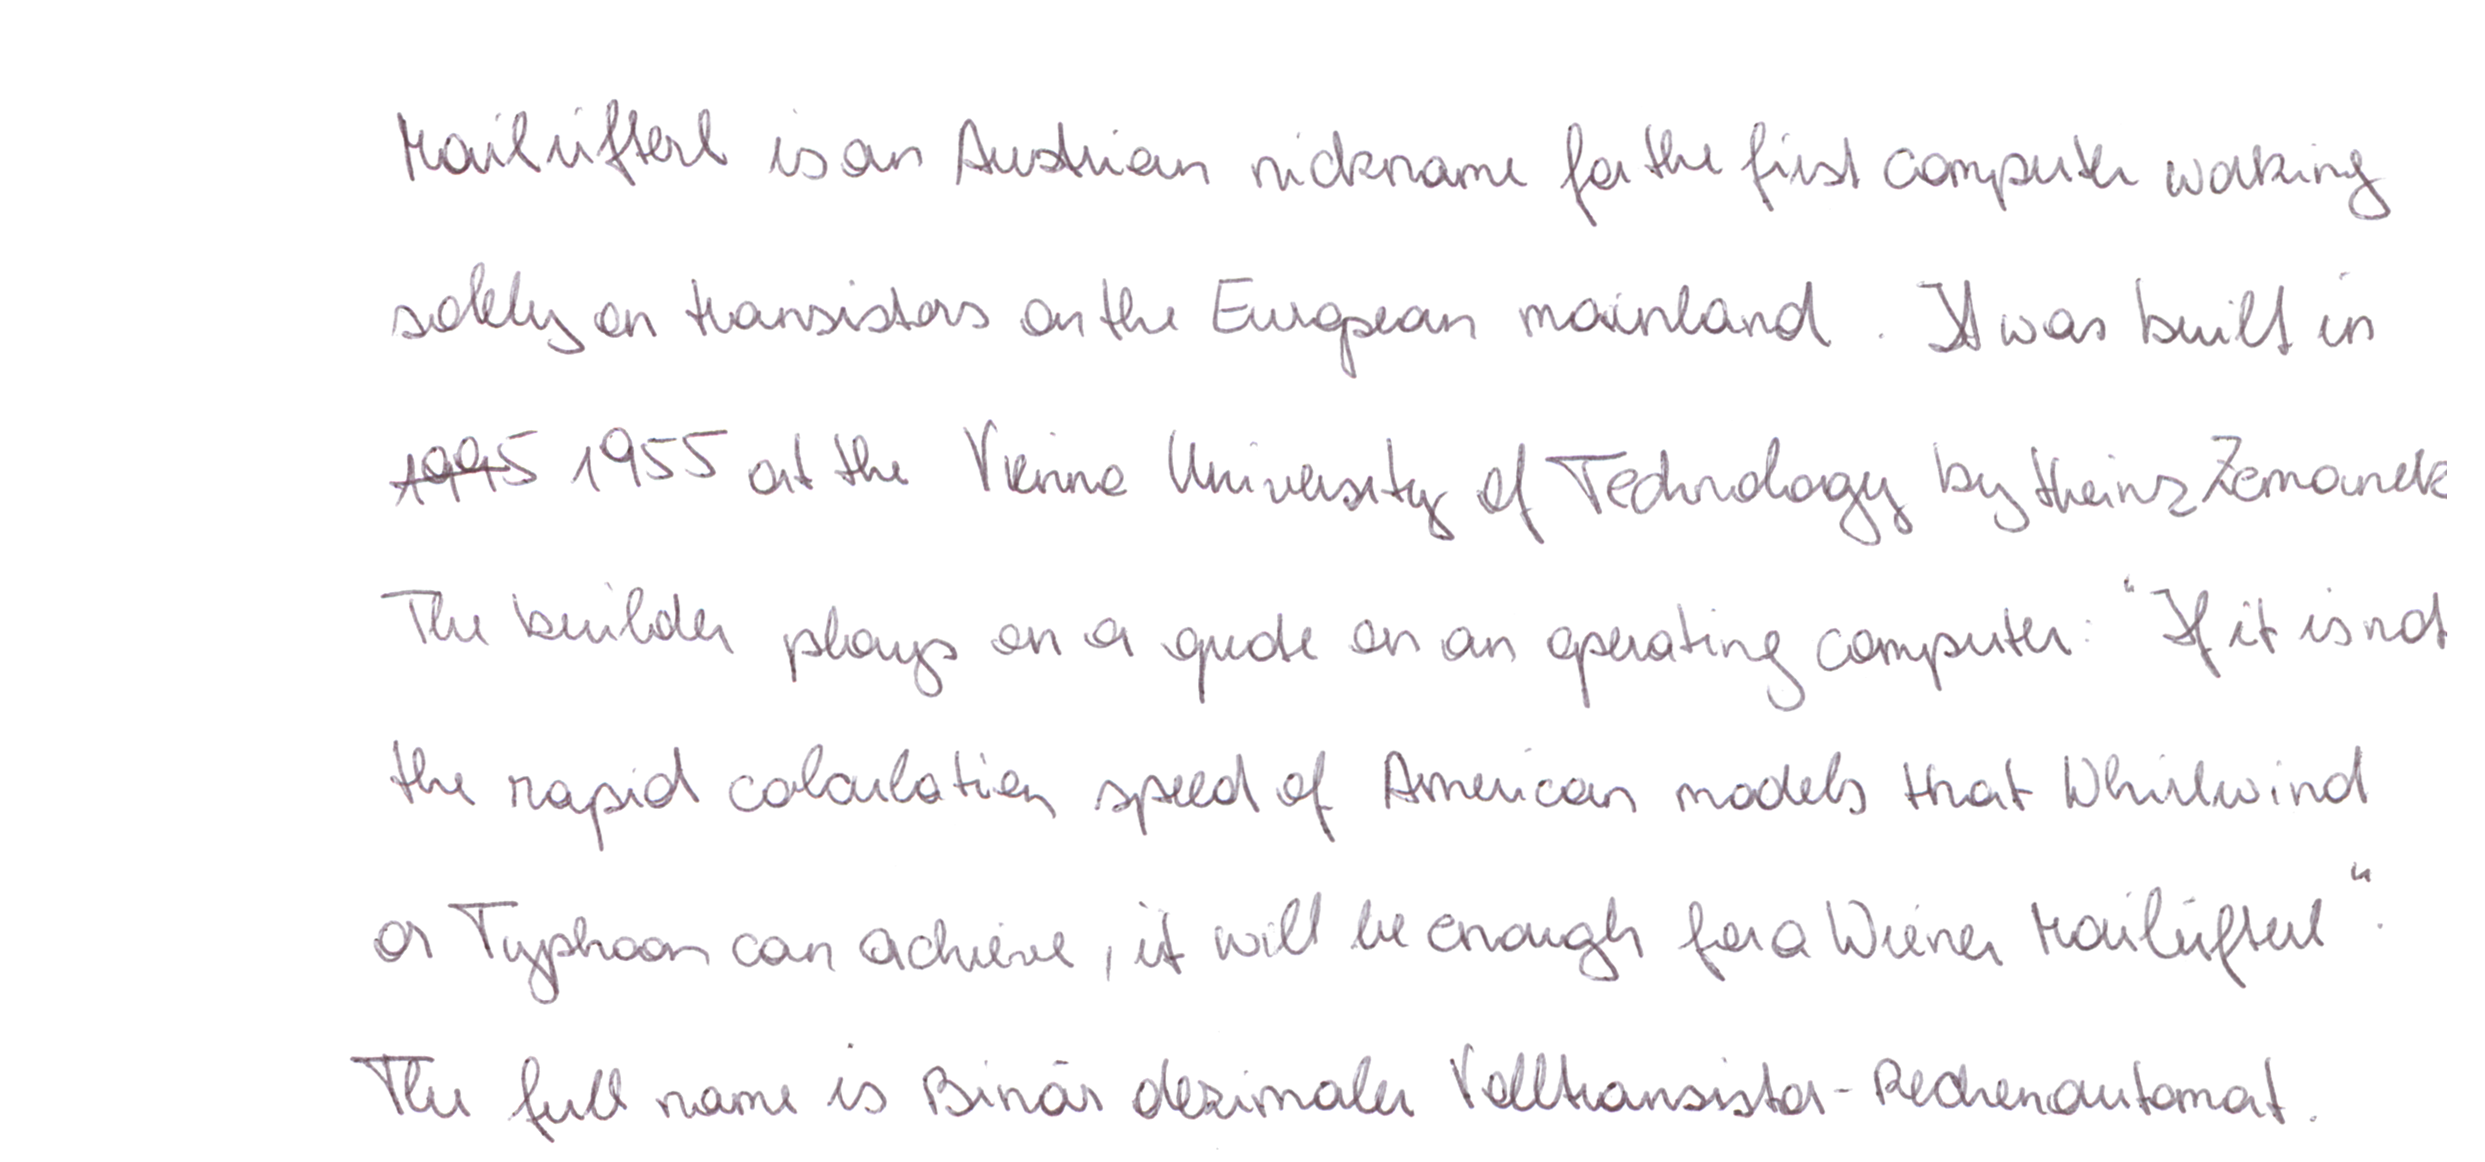 Mailüfterl is an Austrian nickname for the first computer working
solely on transistors on the European mainland. It was built in
1995 1955 at the Vienna University of Technology by Heinz Zemanek
The builder plays on a quote on an operating computer: "If it is not
the rapid calculation speed of American models that Whirlwind
or Typhoon can achieve, it will be enough for a Wiener Mailüfterl".
The full name is Binär dezimaler Volltransistor-Rechenautomat.